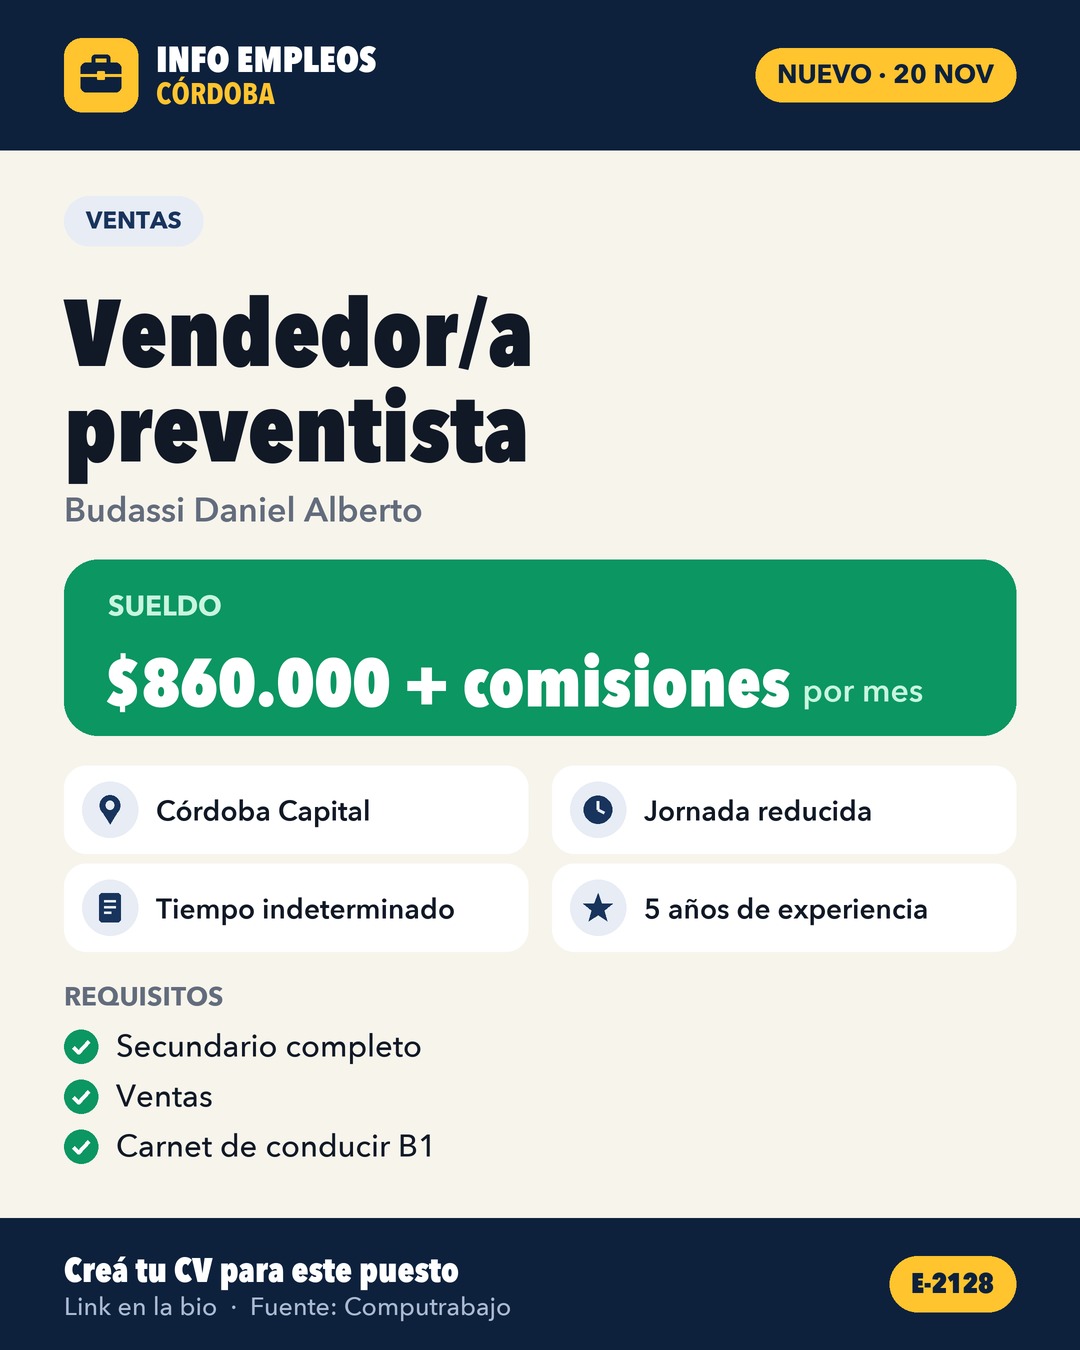 INFO EMPLEOS
CÓRDOBA
NUEVO · 20 NOV
VENTAS
Vendedor/a
preventista
Budassi Daniel Alberto
SUELDO
$860.000 + comisiones por mes
Córdoba Capital
Jornada reducida
Tiempo indeterminado
5 años de experiencia
REQUISITOS
Secundario completo
Ventas
Carnet de conducir B1
Creá tu CV para este puesto
Link en la bio · Fuente: Computrabajo
E-2128